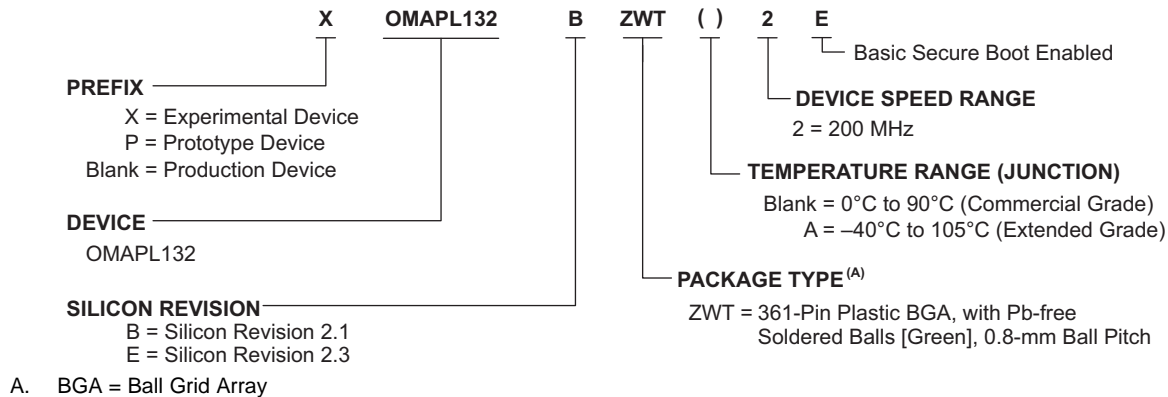 X OMAPL132 B ZWT ( ) 2 E
Basic Secure Boot Enabled
PREFIX
X = Experimental Device
P = Prototype Device
Blank = Production Device
DEVICE SPEED RANGE
2 = 200 MHz
TEMPERATURE RANGE (JUNCTION)
Blank = 0°C to 90°C (Commercial Grade)
A = –40°C to 105°C (Extended Grade)
DEVICE
OMAPL132
PACKAGE TYPE (A)
ZWT = 361-Pin Plastic BGA, with Pb-free
Soldered Balls [Green], 0.8-mm Ball Pitch
SILICON REVISION
B = Silicon Revision 2.1
E = Silicon Revision 2.3
A. BGA = Ball Grid Array